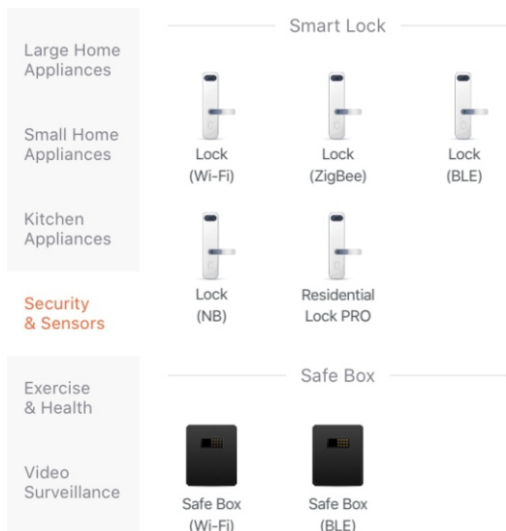 Large Home
Appliances
Small Home
Appliances
Kitchen
Appliances
Security
& Sensors
Exercise
& Health
Video
Surveillance
Smart Lock
Lock
(Wi-Fi)
Lock
(ZigBee)
Lock
(BLE)
Lock
(NB)
Residential
Lock PRO
Safe Box
Safe Box
(Wi-Fi)
Safe Box
(BLE)